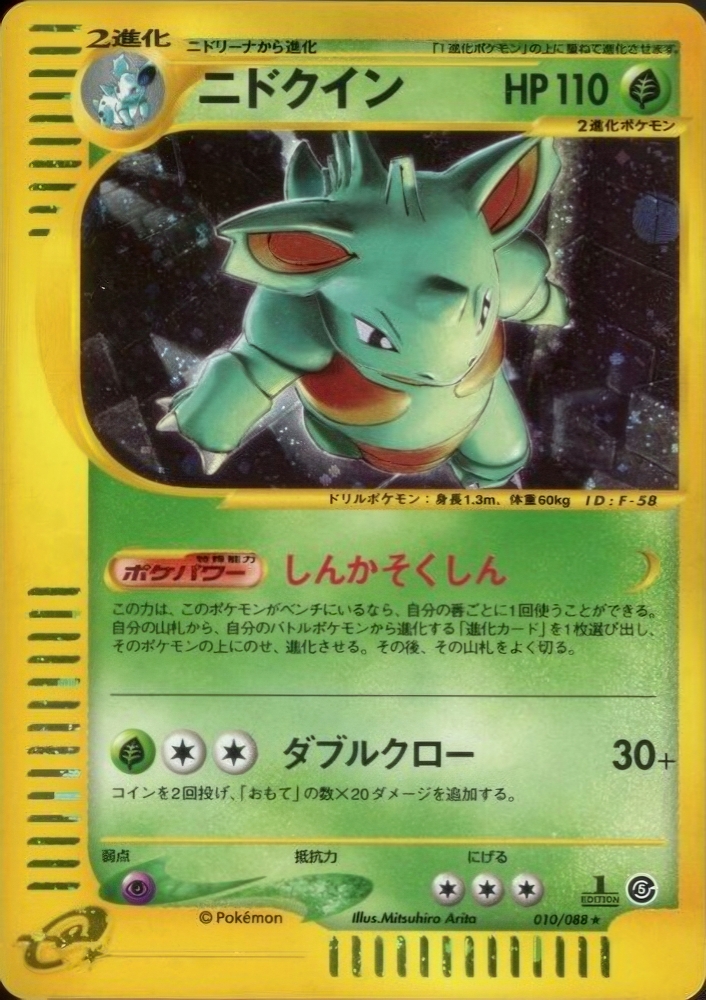 2進化
ニドリーナから進化
「1進化ポケモン」の上に重ねて進化させます。
ニドクイン
HP 110
2進化ポケモン
ドリルポケモン：身長1.3m、体重60kg ID:F-58
特殊能力
ポケパワー
しんかそくしん
この力は、このポケモンがベンチにいるなら、自分の番ごとに1回使うことができる。
自分の山札から、自分のバトルポケモンから進化する「進化カード」を1枚選び出し、
そのポケモンの上にのせ、進化させる。その後、その山札をよく切る。
ダブルクロー
30+
コインを2回投げ、「おもて」の数×20ダメージを追加する。
弱点
抵抗力
にげる
1
EDITION
©Pokémon
Illus.Mitsuhiro Arita
010/088★
e